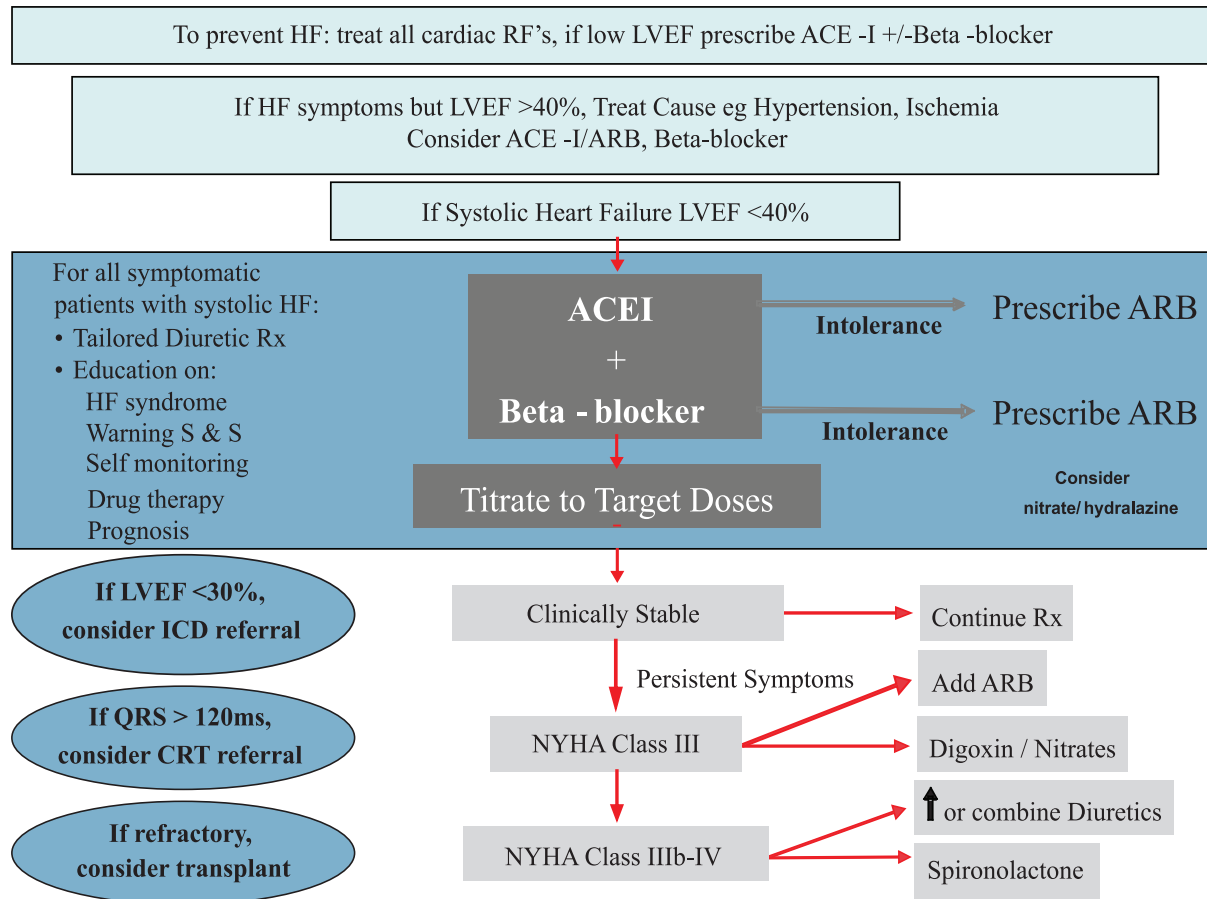 To prevent HF: treat all cardiac RF's, if low LVEF prescribe ACE -I +/-Beta -blocker
If HF symptoms but LVEF >40%, Treat Cause eg Hypertension, Ischemia
Consider ACE -I/ARB, Beta-blocker
If Systolic Heart Failure LVEF <40%
For all symptomatic
patients with systolic HF:
• Tailored Diuretic Rx
• Education on:
HF syndrome
Warning S & S
Self monitoring
Drug therapy
Prognosis
ACEI
+
Beta - blocker
Intolerance
Prescribe ARB
Intolerance
Prescribe ARB
Consider
nitrate/ hydralazine
Titrate to Target Doses
If LVEF <30%,
consider ICD referral
If QRS > 120ms,
consider CRT referral
If refractory,
consider transplant
Clinically Stable
Continue Rx
Persistent Symptoms
NYHA Class III
Add ARB
Digoxin / Nitrates
NYHA Class IIIb-IV
or combine Diuretics
Spironolactone